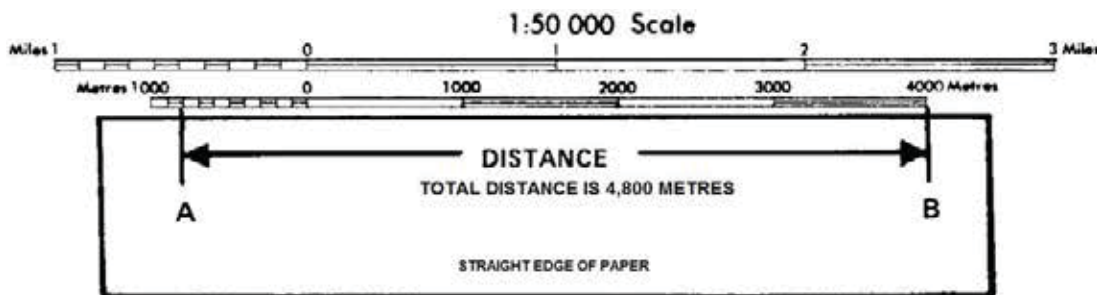 1:50 000 Scale
Miles 1 0 1 2 3 Miles
Metres 1000 0 1000 2000 3000 4000 Metres
DISTANCE
TOTAL DISTANCE IS 4,800 METRES
A B
STRAIGHT EDGE OF PAPER